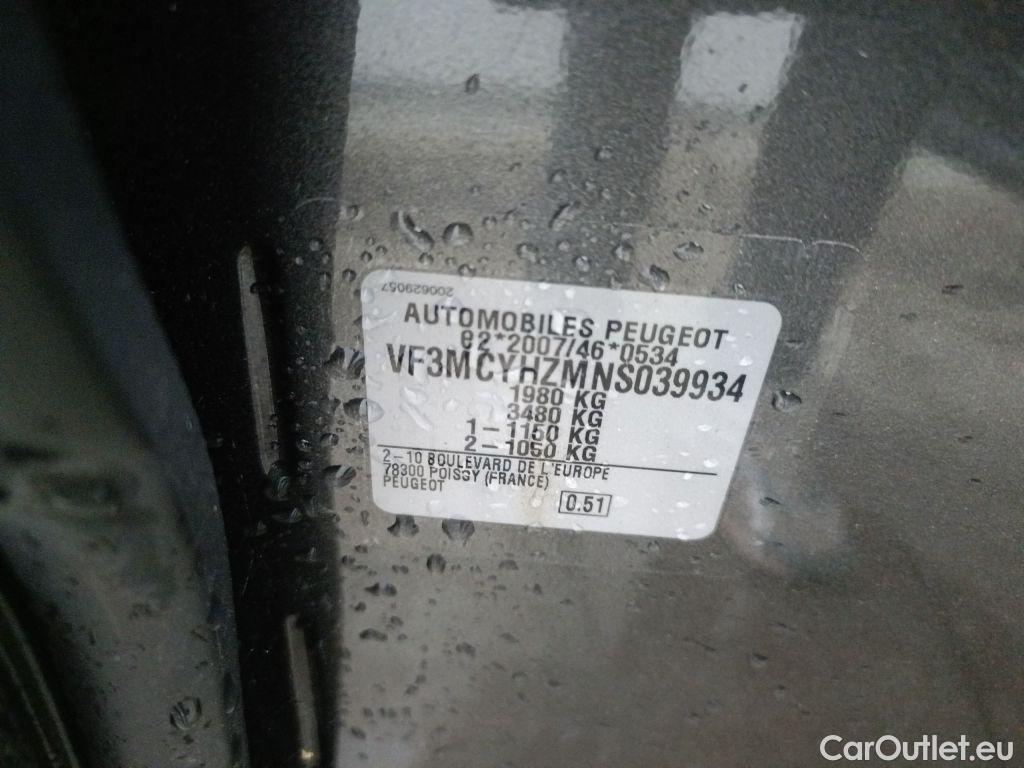 200629057
AUTOMOBILES PEUGEOT
e2*2007/46*0534
VF3MCYHZMNS039934
1980 KG
3480 KG
1-1150 KG
2-1050 KG
2-10 BOULEVARD DE L'EUROPE
78300 POISSY (FRANCE)
PEUGEOT
0.51
CarOutlet.eu